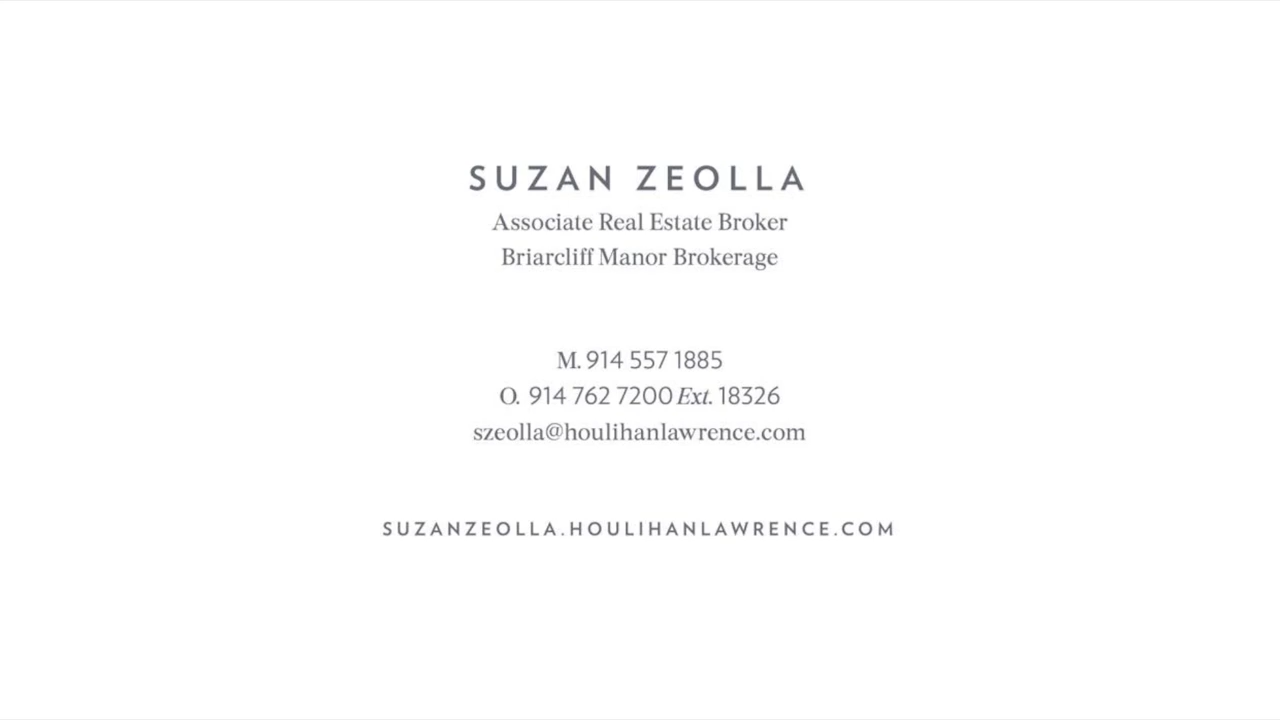 SUZAN ZEOLLA
Associate Real Estate Broker
Briarcliff Manor Brokerage
M. 914 557 1885
O. 914 762 7200 Ext. 18326
szeolla@houlihanlawrence.com
SUZANZEOLLA.HOULIHANLAWRENCE.COM